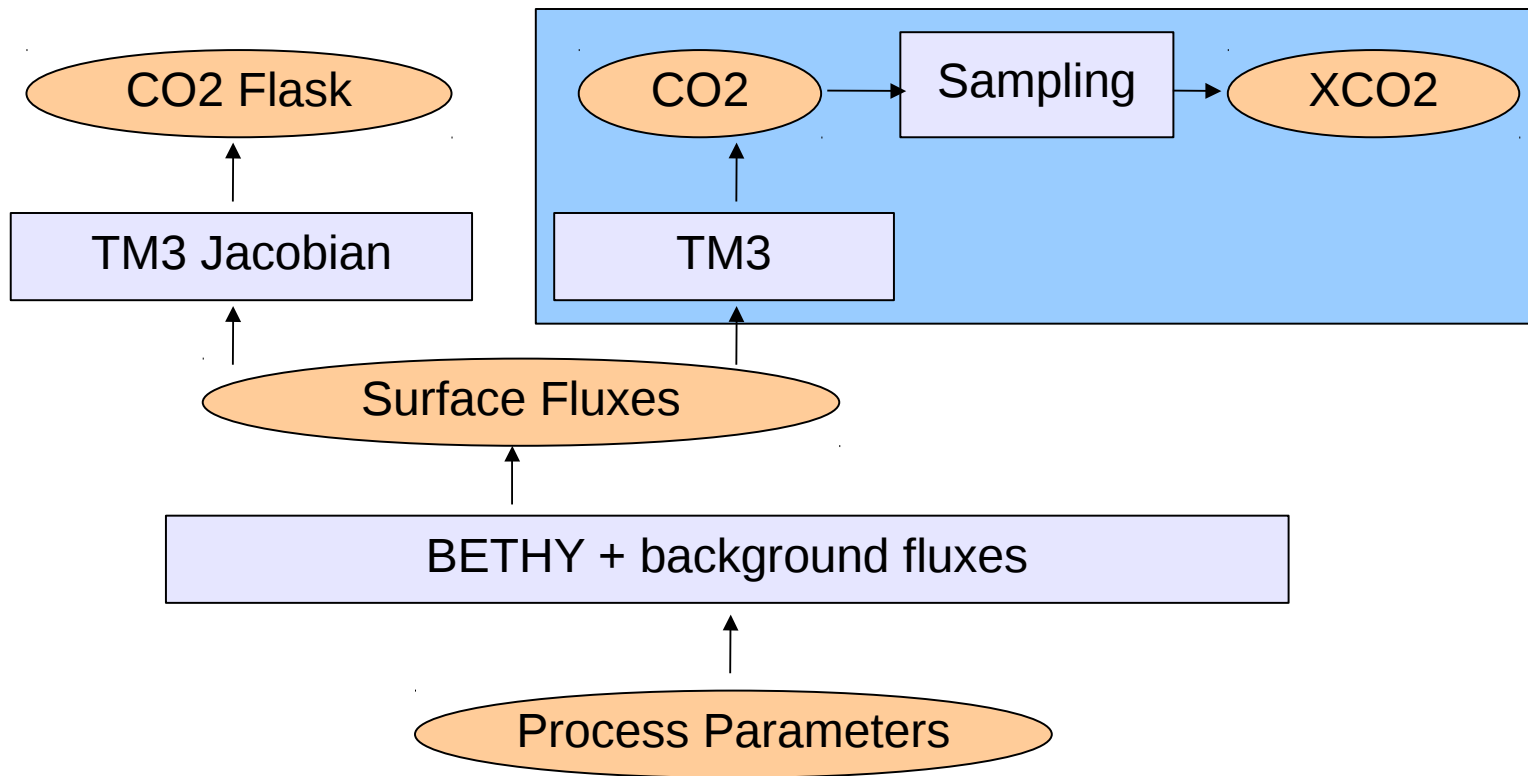 CO2 Flask
CO2
Sampling
XCO2
TM3 Jacobian
TM3
Surface Fluxes
BETHY + background fluxes
Process Parameters